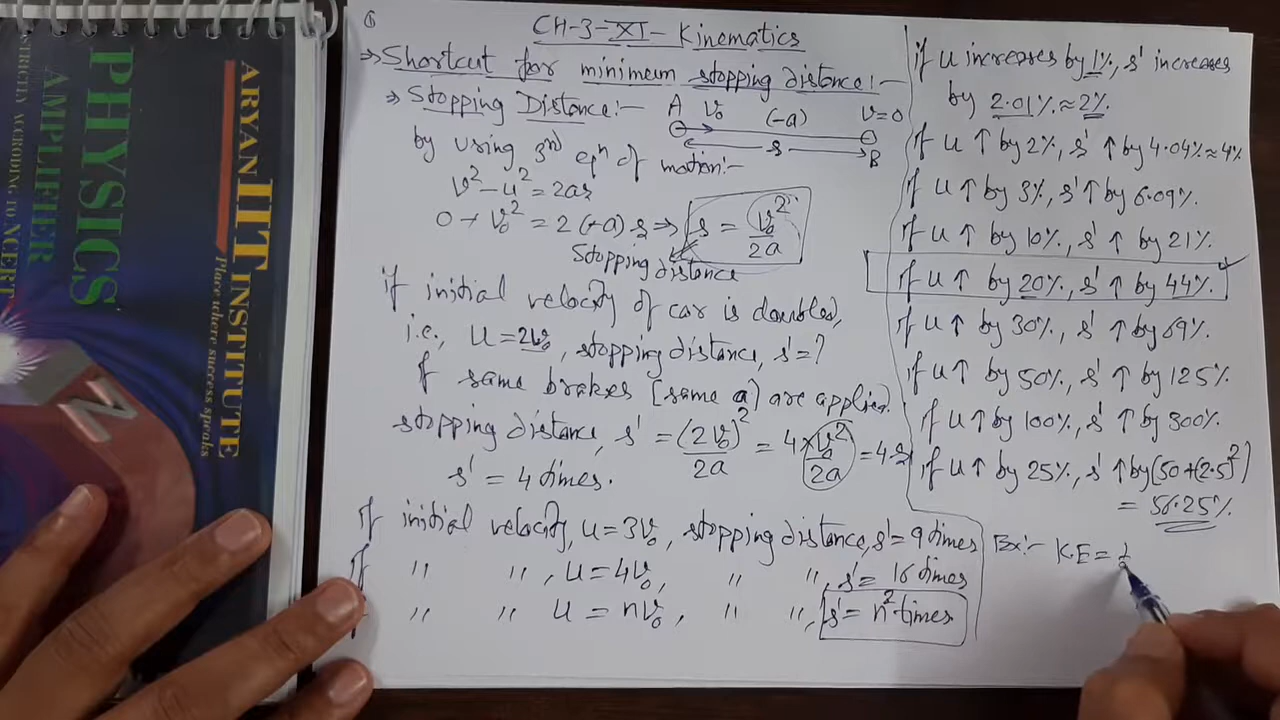 PHYSICS
AMPLIFIER
STRICTLY ACCRODING TO NCERT
ARYAN IIT INSTITUTE
Place where success speaks
①
CH-3-XI- Kinematics
⇒ Shortcut for minimum stopping distance:-
⇒ Stopping Distance:-
A v₀ (-a) v=0
s B
by using 3rd eqn of motion:-
v² - u² = 2as
0 - v₀² = 2 (-a) s ⇒ s = v₀²/2a
Stopping distance
if initial velocity of car is doubled,
i.e., u = 2v₀, stopping distance, s' = ?
If same brakes [same a] are applied.
stopping distance, s' = (2v₀)²/2a = 4 × v₀²/2a = 4s
s' = 4 times.
If initial velocity, u = 3v₀, stopping distance, s' = 9 times
If " ", u = 4v₀, " ", s' = 16 times
" " u = nv₀, " ", s' = n² times
if u increases by 1%, s' increases
by 2.01% ≈ 2%.
if u ↑ by 2%, s' ↑ by 4.04% ≈ 4%
if u ↑ by 3%, s' ↑ by 6.09%.
if u ↑ by 10%, s' ↑ by 21%.
if u ↑ by 20%, s' ↑ by 44%.
if u ↑ by 30%, s' ↑ by 69%.
if u ↑ by 50%, s' ↑ by 125%.
if u ↑ by 100%, s' ↑ by 300%.
if u ↑ by 25%, s' ↑ by (50 + (2.5)²)
= 56.25%.
Ex:- K.E =